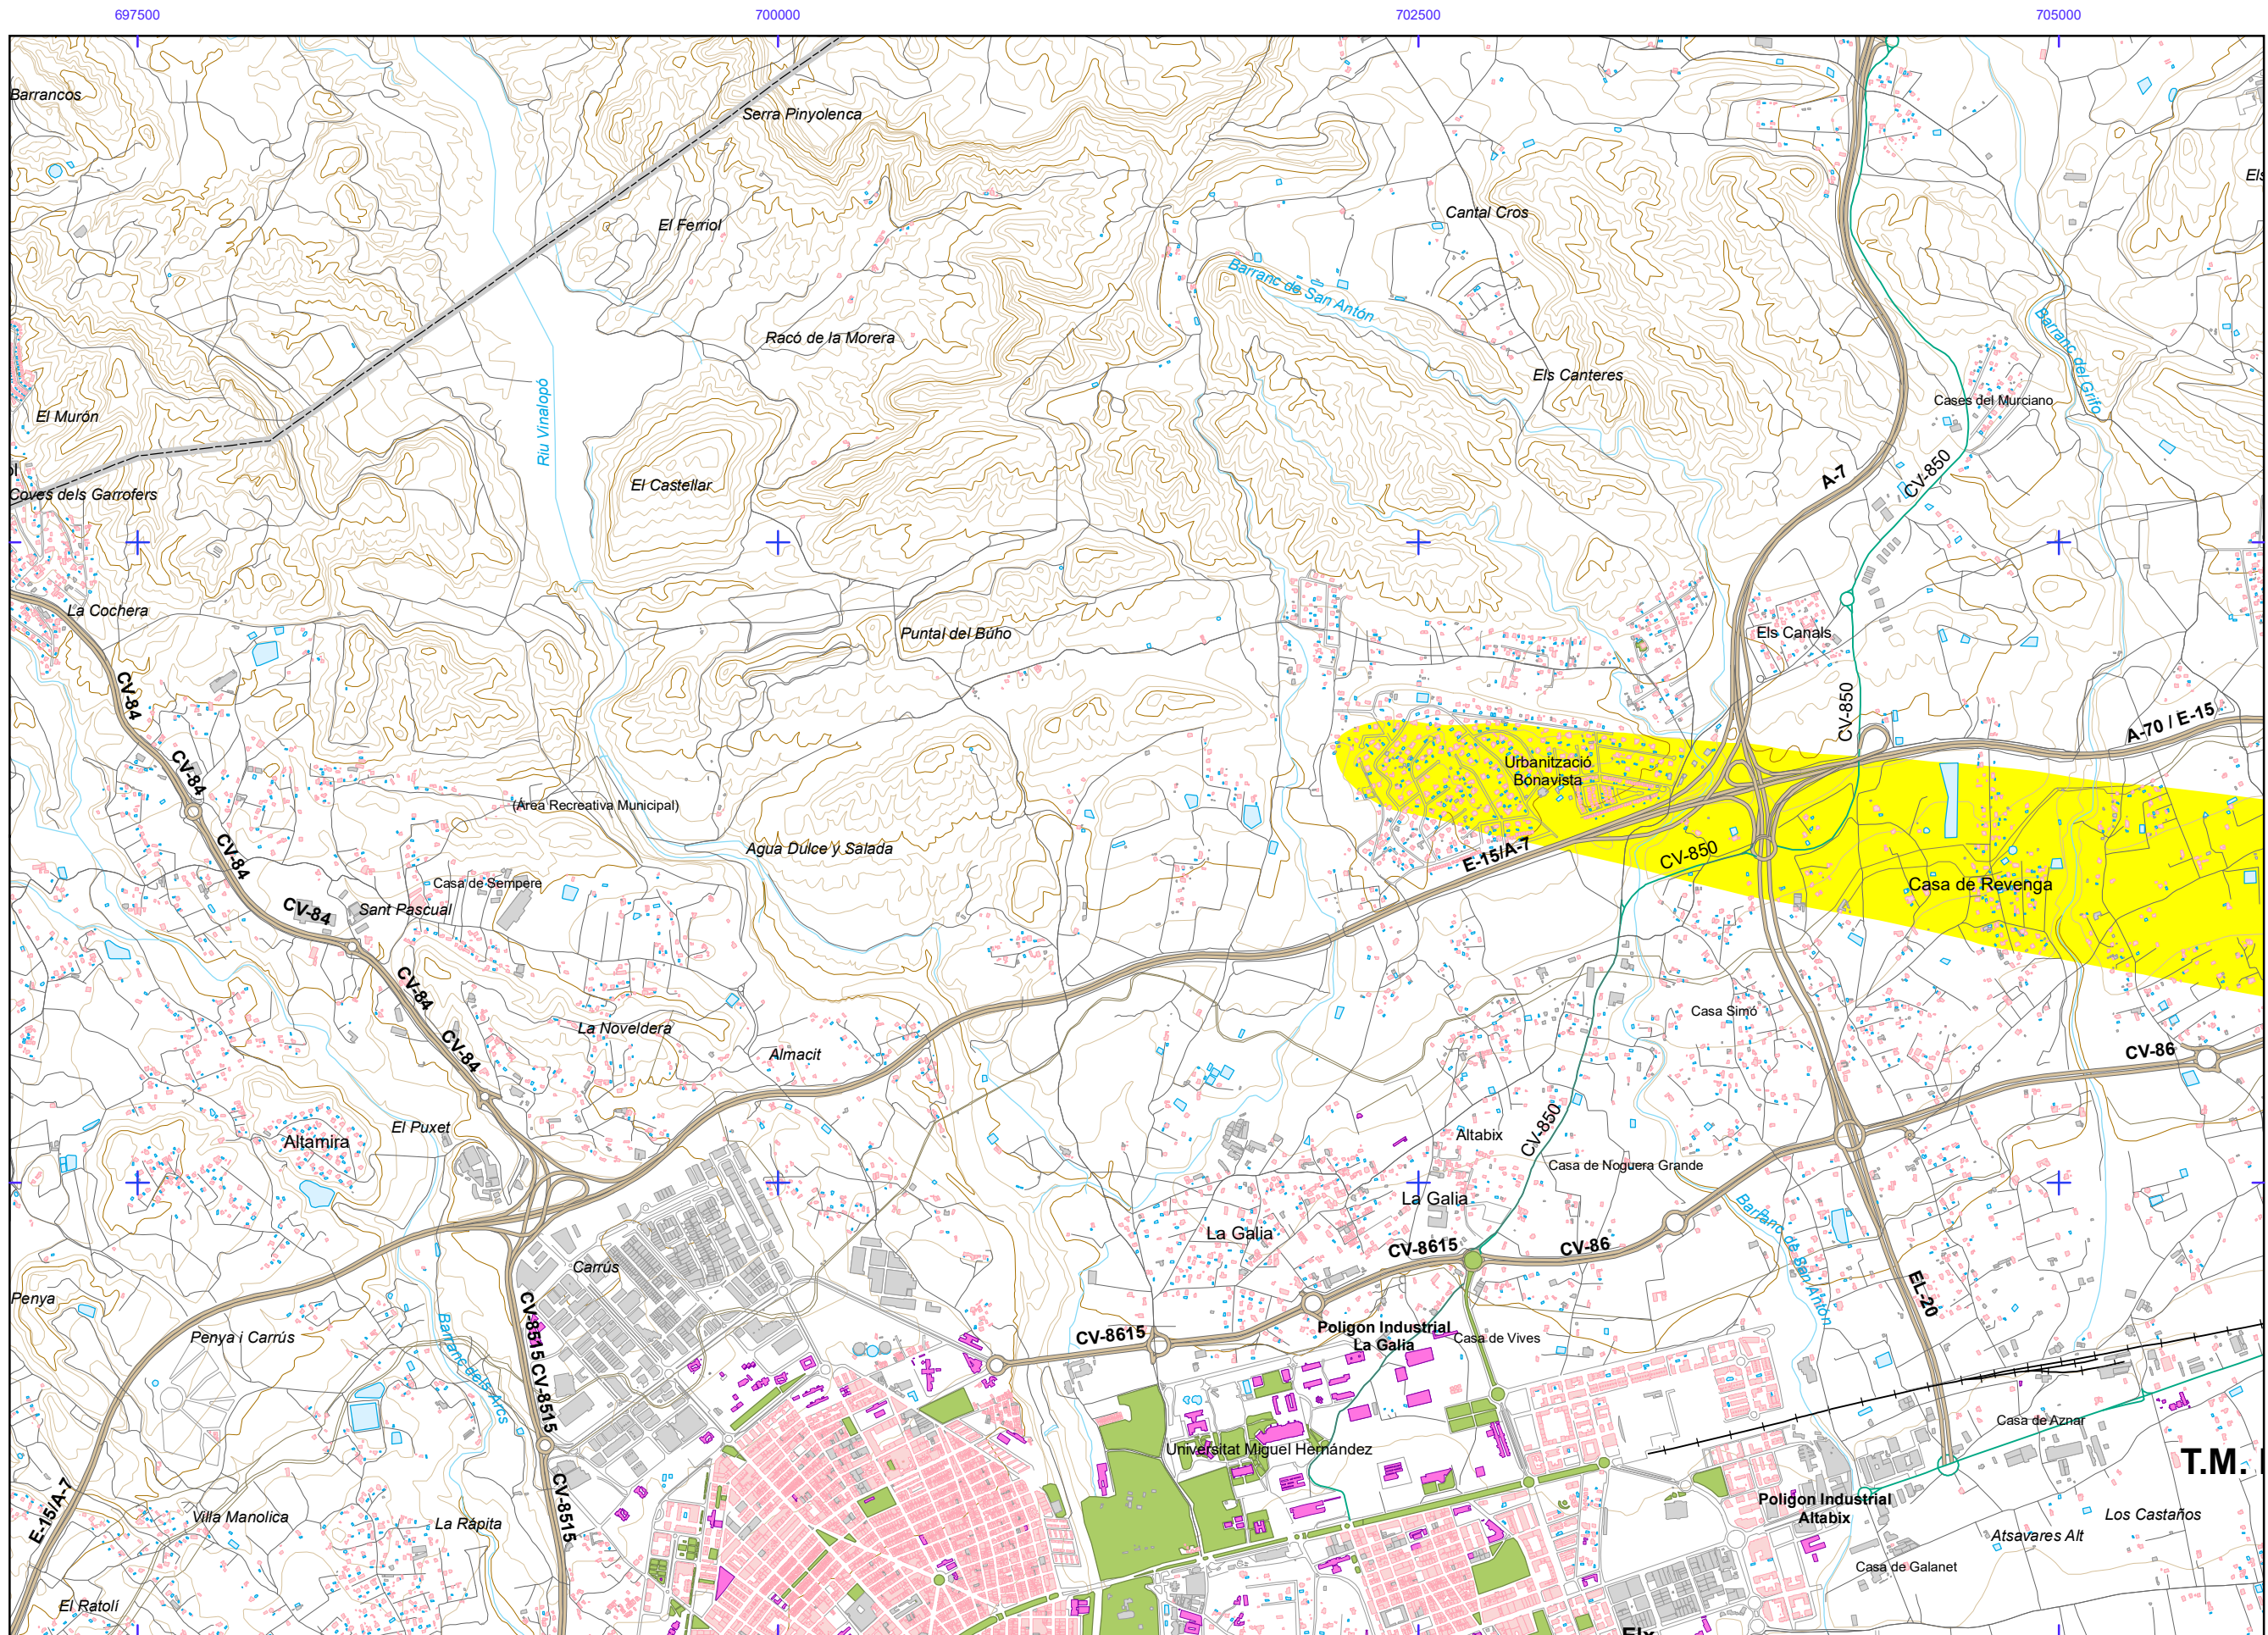 697500
700000
702500
705000
Barrancos
Serra Pinyolenca
El Ferriol
Cantal Cros
Barranc de San Antón
Racó de la Morera
Barranc del Grifo
Els Canteres
Riu Vinalopó
El Murón
Cases del Murciano
El Castellar
A-7
CV-850
Coves dels Garrofers
La Cochera
Puntal del Búho
Els Canals
CV-84
CV-850
A-70 / E-15
CV-84
Urbanització
Bonavista
(Área Recreativa Municipal)
Agua Dulce y Salada
E-15/A-7
CV-850
CV-84
Casa de Sempere
Casa de Revenga
CV-84
Sant Pascual
CV-84
Casa Simó
La Noveldera
Almacit
CV-84
CV-86
El Puxet
Altamira
Altabix
CV-850
Casa de Noguera Grande
La Galia
La Galia
Barranc de San Antón
CV-8615
CV-86
Carrús
Penya
EL-20
Penya i Carrús
Barranc dels Arcs
CV-8515
CV-8515
CV-8615
Poligon Industrial
La Galia
Casa de Vives
Casa de Aznar
Universitat Miguel Hernández
T.M.
E-15/A-7
Villa Manolica
La Ràpita
CV-8515
Poligon Industrial
Altabix
Los Castaños
Atsavares Alt
Casa de Galanet
El Ratolí